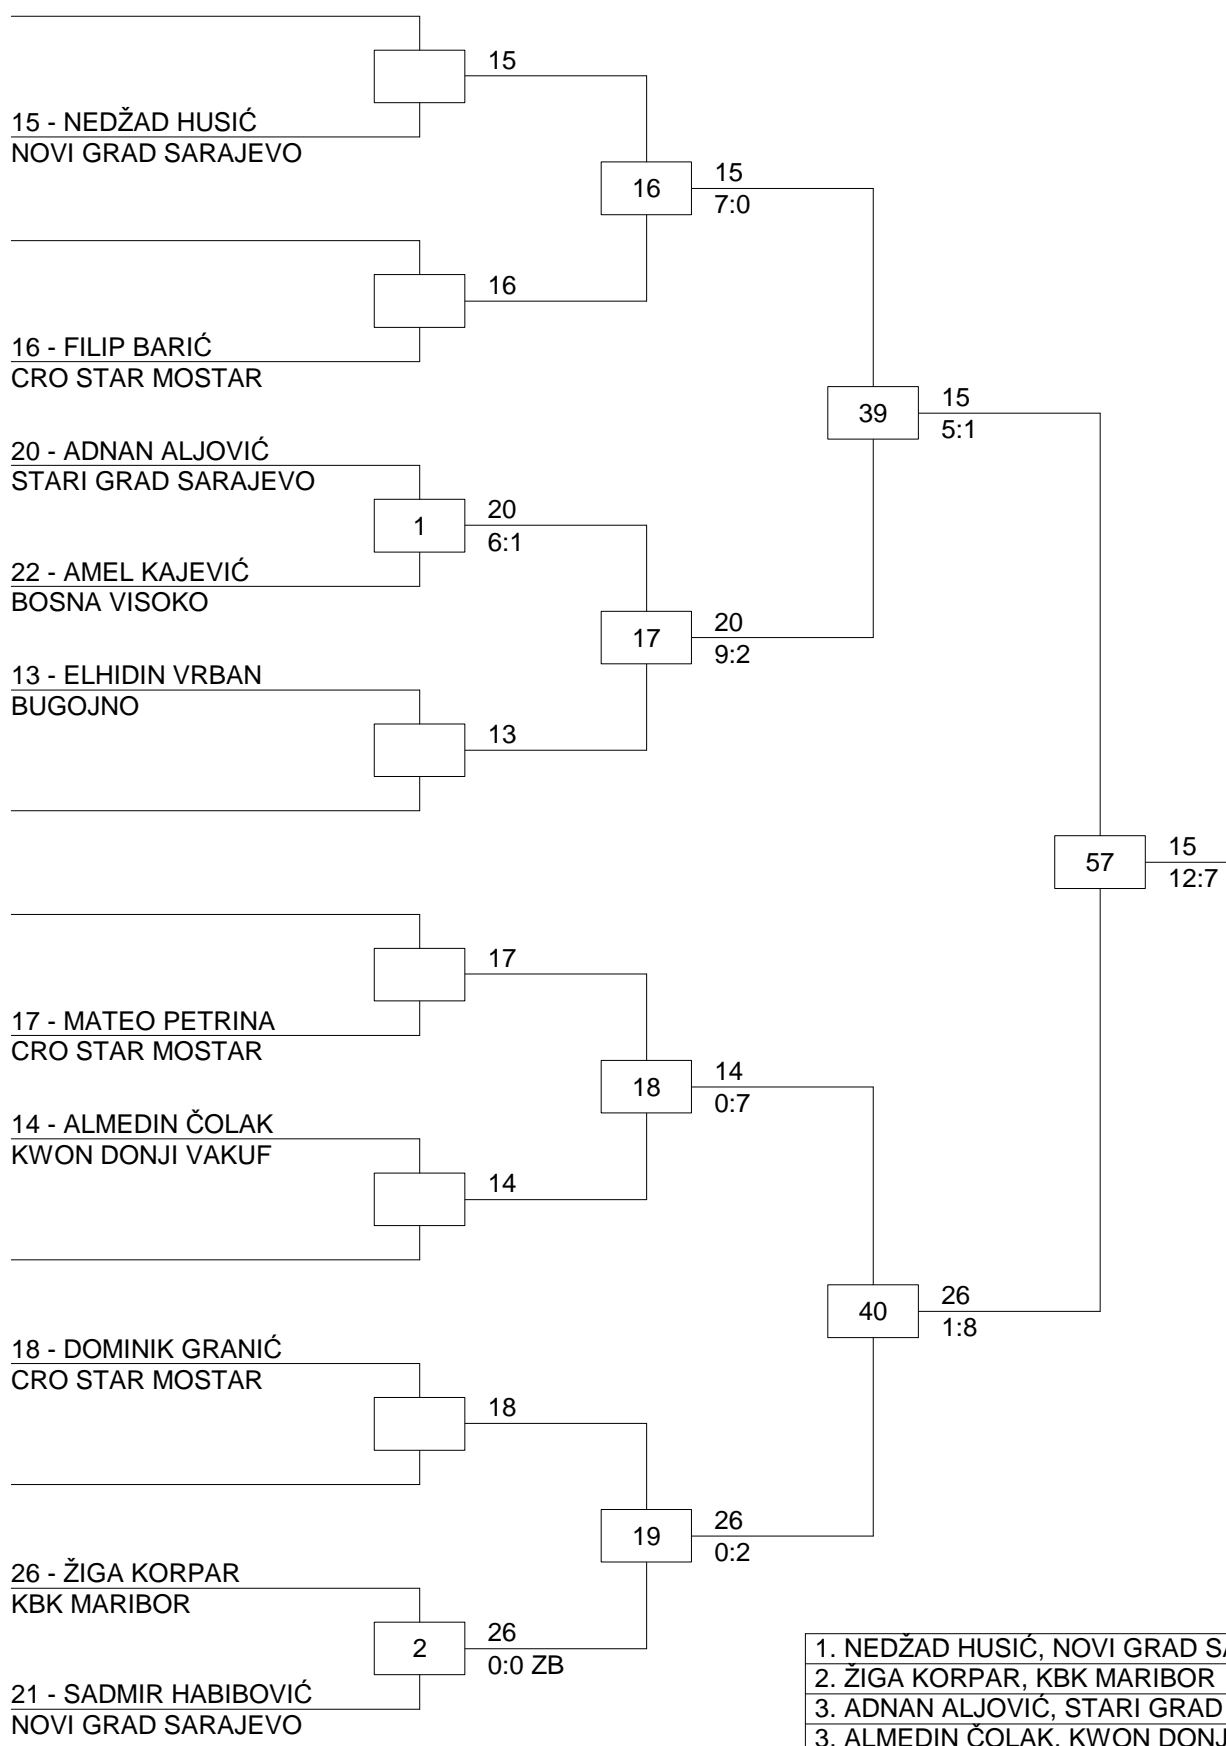 15
15 - NEDŽAD HUSIĆ
NOVI GRAD SARAJEVO
16
15
7:0
16
16 - FILIP BARIĆ
CRO STAR MOSTAR
39
15
5:1
20 - ADNAN ALJOVIĆ
STARI GRAD SARAJEVO
1
20
6:1
22 - AMEL KAJEVIĆ
BOSNA VISOKO
17
20
9:2
13 - ELHIDIN VRBAN
BUGOJNO
13
57
15
12:7
17
17 - MATEO PETRINA
CRO STAR MOSTAR
18
14
0:7
14 - ALMEDIN ČOLAK
KWON DONJI VAKUF
14
40
26
1:8
18 - DOMINIK GRANIĆ
CRO STAR MOSTAR
18
19
26
0:2
26 - ŽIGA KORPAR
KBK MARIBOR
2
26
0:0 ZB
21 - SADMIR HABIBOVIĆ
NOVI GRAD SARAJEVO
1. NEDŽAD HUSIĆ, NOVI GRAD SA
2. ŽIGA KORPAR, KBK MARIBOR
3. ADNAN ALJOVIĆ, STARI GRAD
3. ALMEDIN ČOLAK, KWON DONJ